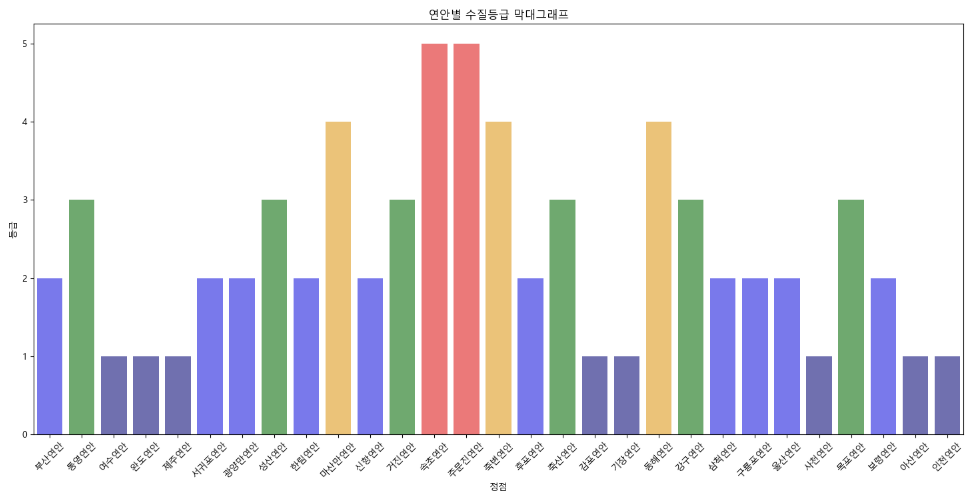 연안별 수질등급 막대그래프
5
4
3
2
1
0
등급
부산연안
통영연안
여수연안
완도연안
제주연안
서귀포연안
광양만연안
성산연안
한림연안
마산만연안
신항연안
거진연안
속초연안
주문진연안
죽변연안
후포연안
축산연안
감포연안
기장연안
동해연안
강구연안
삼척연안
구룡포연안
울산연안
사천연안
목포연안
보령연안
아산연안
인천연안
정점